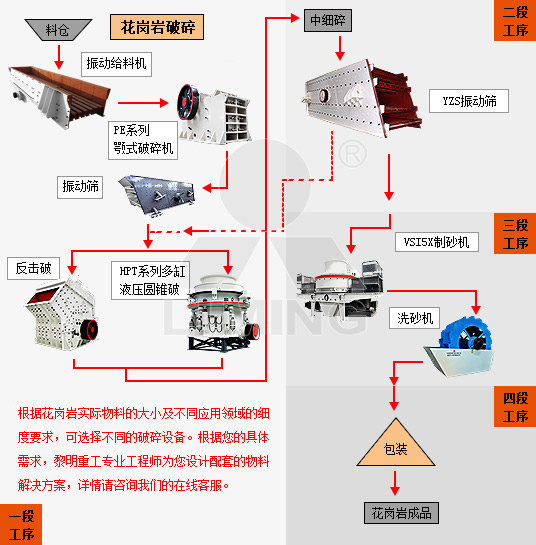 料仓
花岗岩破碎
振动给料机
PE系列
颚式破碎机
振动筛
反击破
HPT系列多缸
液压圆锥破
根据花岗岩实际物料的大小及不同应用领域的细
度要求，可选择不同的破碎设备。根据您的具体
需求，黎明重工专业工程师为您设计配套的物料
解决方案，详情请咨询我们的在线客服。
一段
工序
中细碎
二段
工序
YZS振动筛
®
三段
工序
VSI5X制砂机
LIMING
洗砂机
四段
工序
包装
花岗岩成品